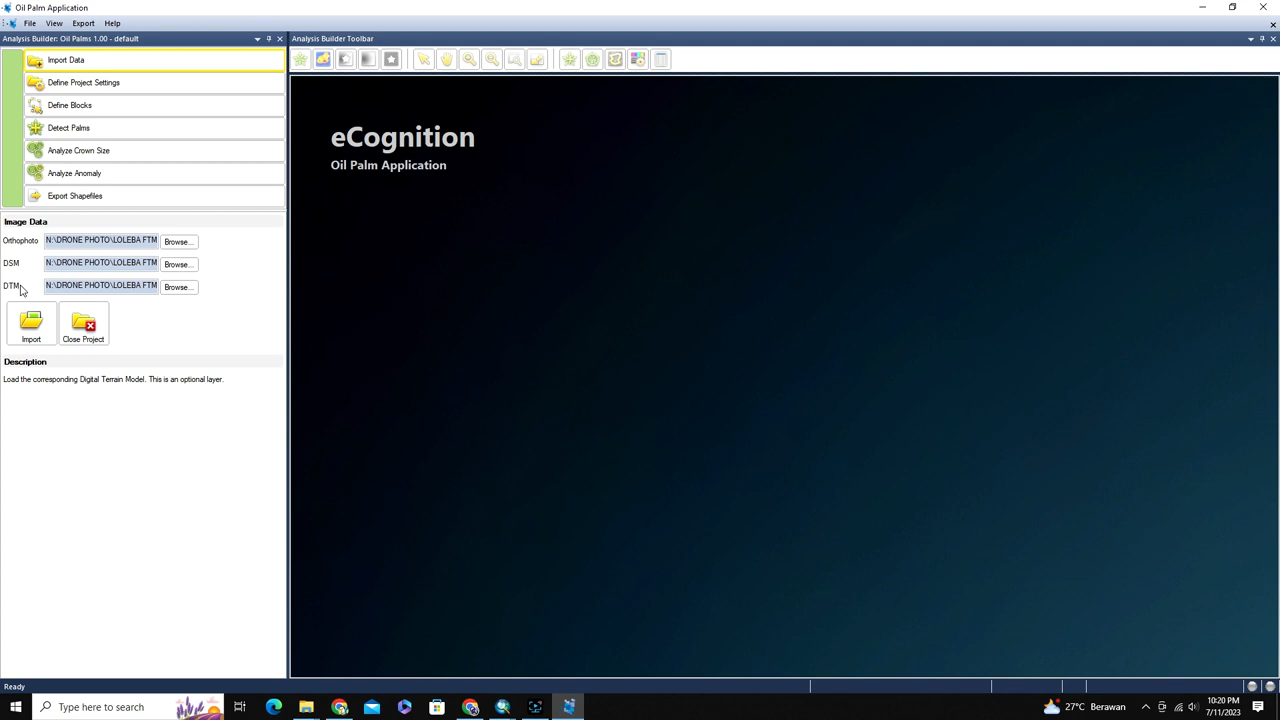 Oil Palm Application
File View Export Help
Analysis Builder: Oil Palms 1.00 - default
Analysis Builder Toolbar
Import Data
Define Project Settings
Define Blocks
Detect Palms
Analyze Crown Size
Analyze Anomaly
Export Shapefiles
eCognition
Oil Palm Application
Image Data
Orthophoto N:\DRONE PHOTO\LOLEBA FTM Browse...
DSM N:\DRONE PHOTO\LOLEBA FTM Browse...
DTM N:\DRONE PHOTO\LOLEBA FTM Browse...
Import Close Project
Description
Load the corresponding Digital Terrain Model. This is an optional layer.
Ready
Type here to search
27°C Berawan
10:20 PM
7/11/2023